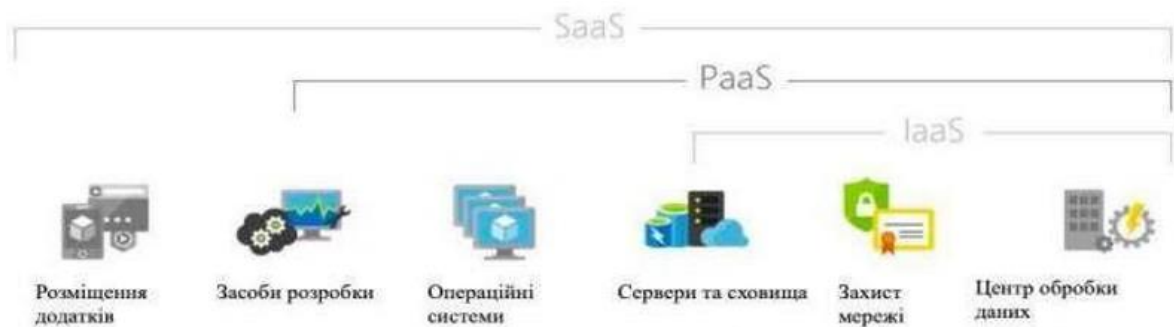 SaaS
PaaS
IaaS
Розміщення
додатків
Засоби розробки
Операційні
системи
Сервери та сховища
Захист
мережі
Центр обробки
даних